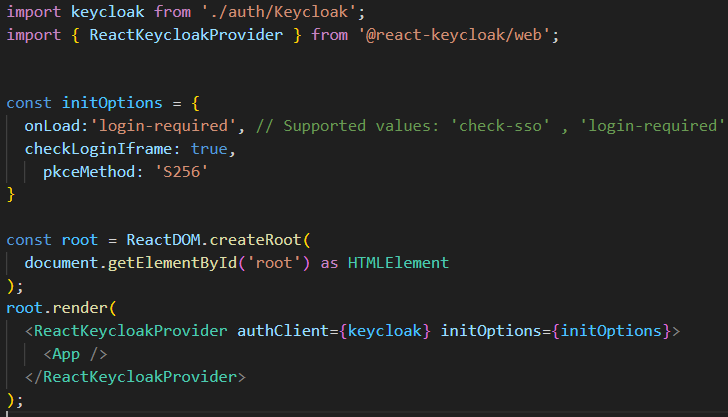 import keycloak from './auth/Keycloak';
import { ReactKeycloakProvider } from '@react-keycloak/web';
const initOptions = {
onLoad:'login-required', // Supported values: 'check-sso' , 'login-required'
checkLoginIframe: true,
pkceMethod: 'S256'
}
const root = ReactDOM.createRoot(
document.getElementById('root') as HTMLElement
);
root.render(
<ReactKeycloakProvider authClient={keycloak} initOptions={initOptions}>
<App />
</ReactKeycloakProvider>
);